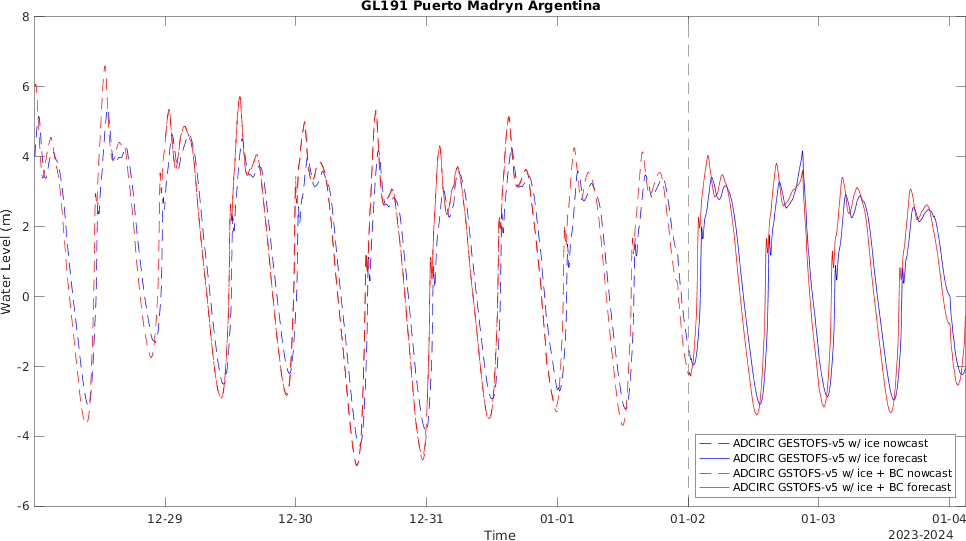 GL191 Puerto Madryn Argentina
8
6
4
2
0
-2
-4
-6
Water Level (m)
ADCIRC GESTOFS-v5 w/ ice nowcast
ADCIRC GESTOFS-v5 w/ ice forecast
ADCIRC GSTOFS-v5 w/ ice + BC nowcast
ADCIRC GSTOFS-v5 w/ ice + BC forecast
12-29 12-30 12-31 01-01 01-02 01-03 01-04
Time
2023-2024